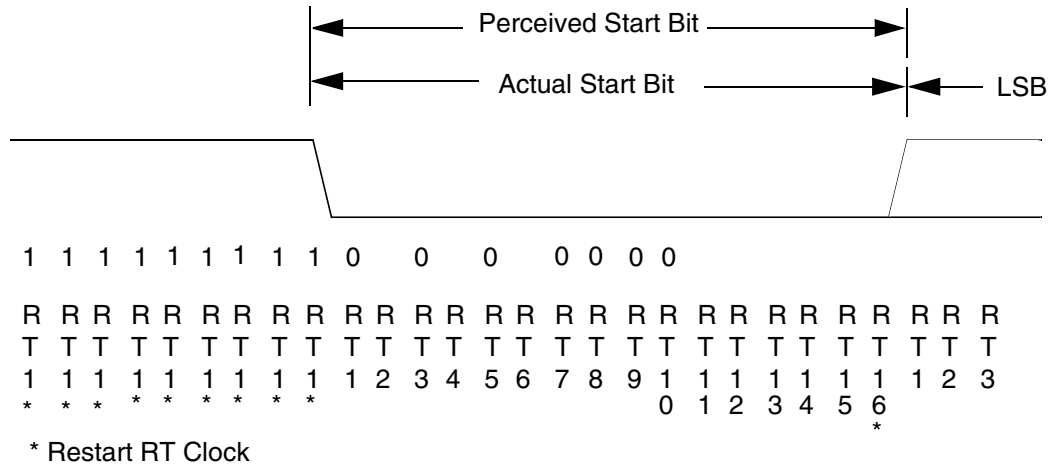 Perceived Start Bit
Actual Start Bit
LSB
1 1 1 1 1 1 1 1 1 0 0 0 0 0 0 0
R R R R R R R R R R R R R R R R R R R R R R R R R R R R
T T T T T T T T T T T T T T T T T T T T T T T T T T T T
1 1 1 1 1 1 1 1 1 1 2 3 4 5 6 7 8 9 1 1 1 1 1 1 1 1 2 3
* * * * * * * * * 0 1 2 3 4 5 6
*
* Restart RT Clock